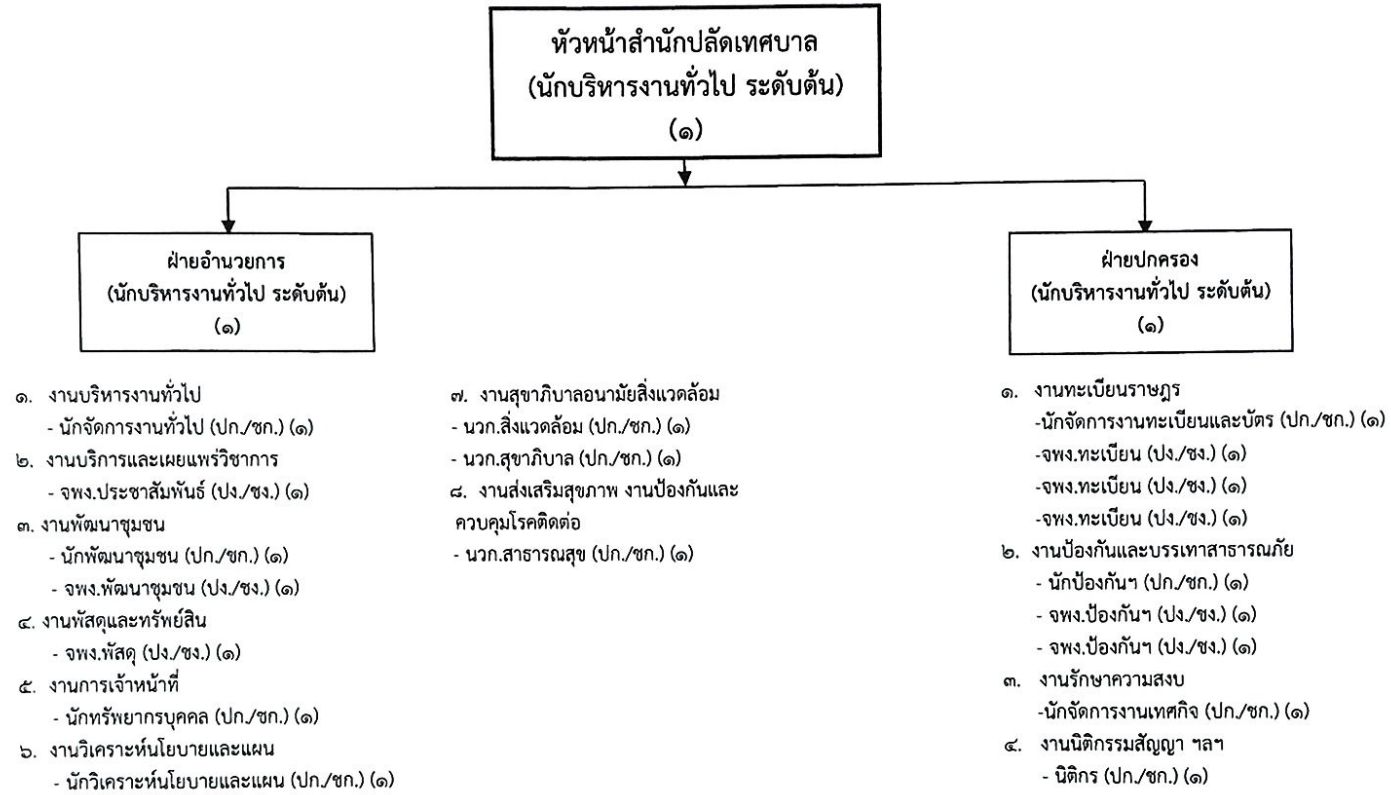 หัวหน้าสำนักปลัดเทศบาล
(นักบริหารงานทั่วไป ระดับต้น)
(๑)
ฝ่ายอำนวยการ
(นักบริหารงานทั่วไป ระดับต้น)
(๑)
๑. งานบริหารงานทั่วไป
- นักจัดการงานทั่วไป (ปก./ชก.) (๑)
๒. งานบริการและเผยแพร่วิชาการ
- จพง.ประชาสัมพันธ์ (ปง./ชง.) (๑)
๓. งานพัฒนาชุมชน
- นักพัฒนาชุมชน (ปก./ชก.) (๑)
- จพง.พัฒนาชุมชน (ปง./ชง.) (๑)
๔. งานพัสดุและทรัพย์สิน
- จพง.พัสดุ (ปง./ชง.) (๑)
๕. งานการเจ้าหน้าที่
- นักทรัพยากรบุคคล (ปก./ชก.) (๑)
๖. งานวิเคราะห์นโยบายและแผน
- นักวิเคราะห์นโยบายและแผน (ปก./ชก.) (๑)
๗. งานสุขาภิบาลอนามัยสิ่งแวดล้อม
- นวก.สิ่งแวดล้อม (ปก./ชก.) (๑)
- นวก.สุขาภิบาล (ปก./ชก.) (๑)
๘. งานส่งเสริมสุขภาพ งานป้องกันและ
ควบคุมโรคติดต่อ
- นวก.สาธารณสุข (ปก./ชก.) (๑)
ฝ่ายปกครอง
(นักบริหารงานทั่วไป ระดับต้น)
(๑)
๑. งานทะเบียนราษฎร
-นักจัดการงานทะเบียนและบัตร (ปก./ชก.) (๑)
-จพง.ทะเบียน (ปง./ชง.) (๑)
-จพง.ทะเบียน (ปง./ชง.) (๑)
-จพง.ทะเบียน (ปง./ชง.) (๑)
๒. งานป้องกันและบรรเทาสาธารณภัย
- นักป้องกันฯ (ปก./ชก.) (๑)
- จพง.ป้องกันฯ (ปง./ชง.) (๑)
- จพง.ป้องกันฯ (ปง./ชง.) (๑)
๓. งานรักษาความสงบ
-นักจัดการงานเทศกิจ (ปก./ชก.) (๑)
๔. งานนิติกรรมสัญญา ฯลฯ
- นิติกร (ปก./ชก.) (๑)